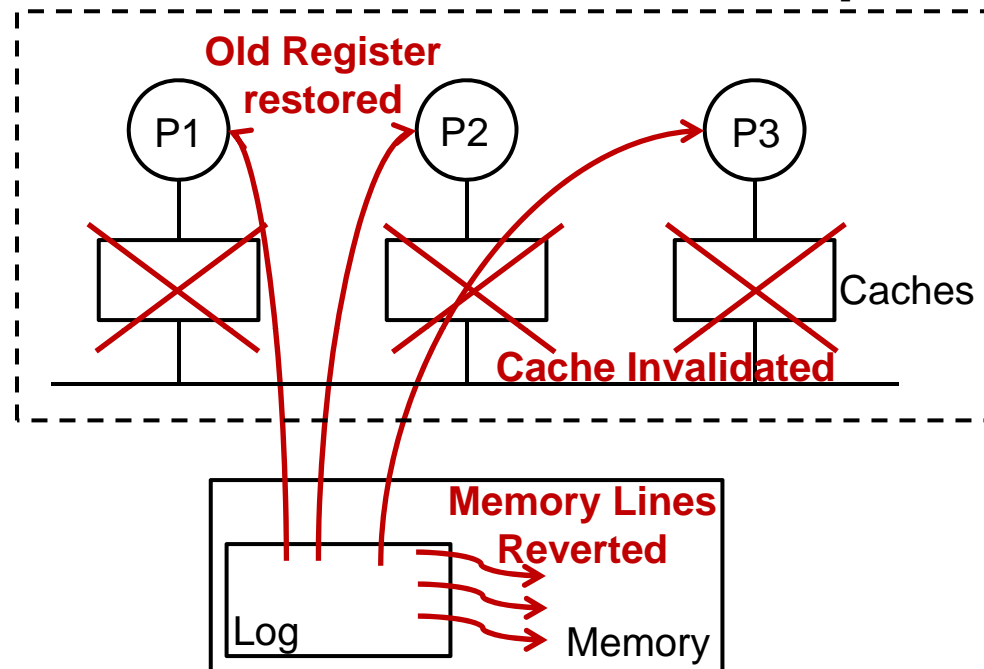 Old Register
restored
P1
P2
P3
Caches
Cache Invalidated
Memory Lines
Reverted
Log
Memory